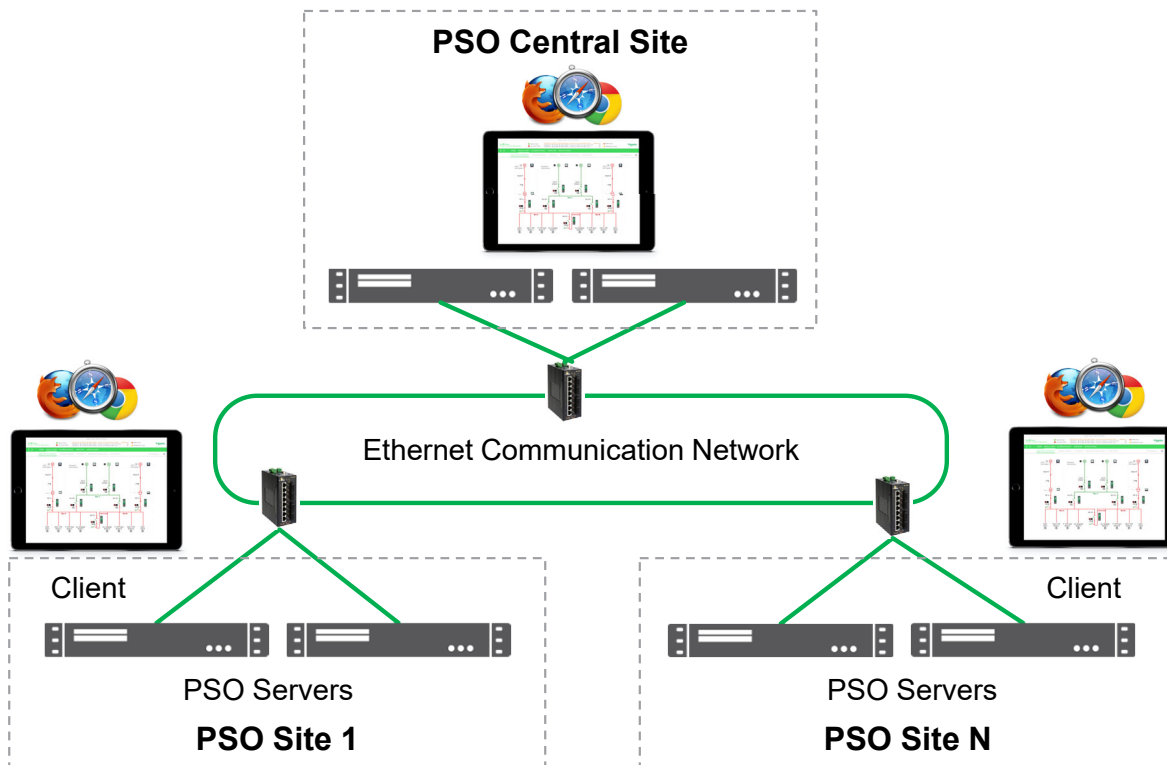 PSO Central Site
Ethernet Communication Network
Client
PSO Servers
PSO Site 1
Client
PSO Servers
PSO Site N